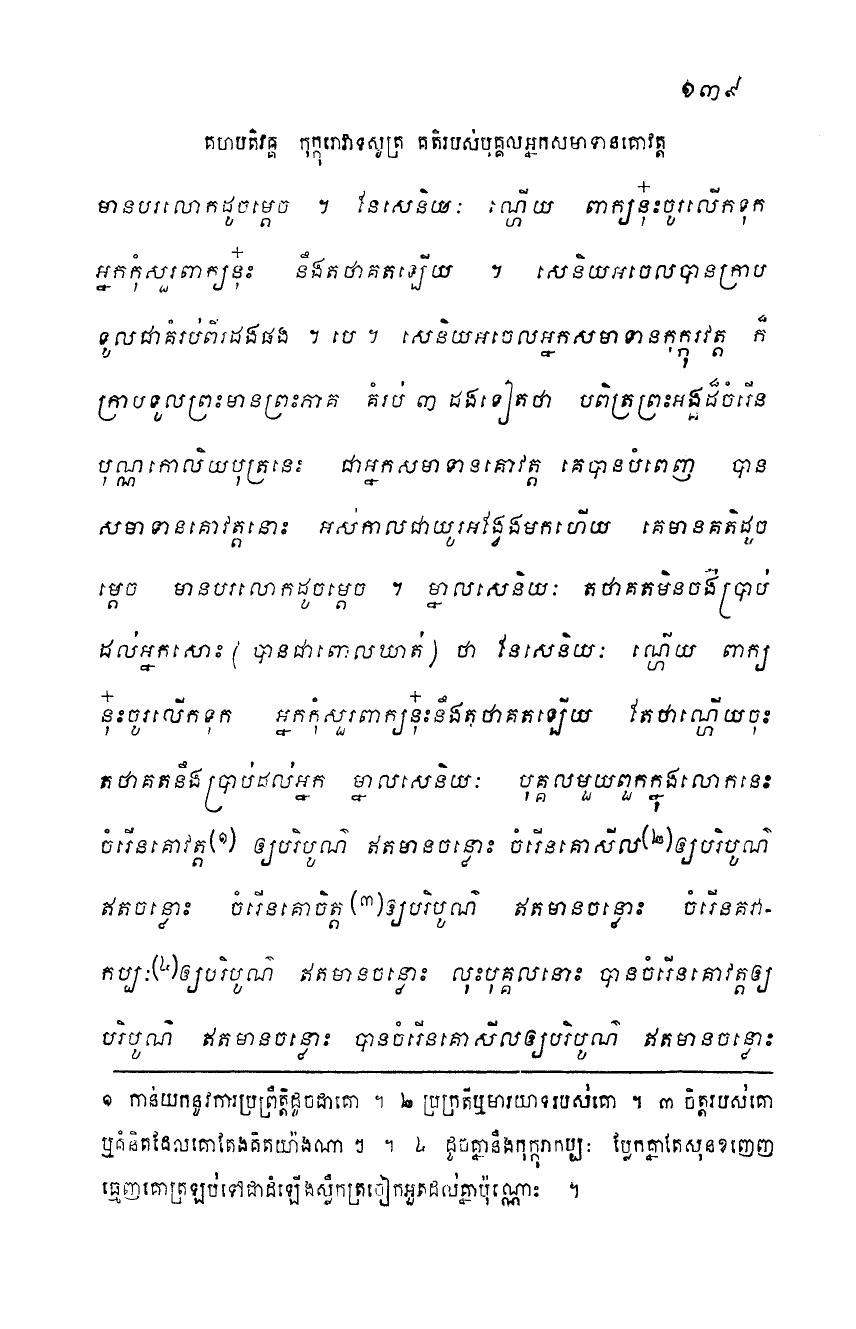 ១៣៩
គហបតិវគ្គ កុក្កុរោវាទសូត្រ គតិរបស់បុគ្គលអ្នកសមាទានគោវត្ត
មានបរលោកដូចម្តេច ។ នែសេនិយៈ ណ្ហើយ ពាក្យនុ៎ះចូរលើកទុក
អ្នកកុំសួរពាក្យនុ៎ះ នឹងតថាគតឡើយ ។ សេនិយអចេលបានក្រាប
ទូលជាគំរប់ពីរដងផង ។ បេ ។ សេនិយអចេលអ្នកសមាទានកុក្កុរវត្ត ក៏
ក្រាបទូលព្រះមានព្រះភាគ គំរប់ ៣ ដងទៀតថា បពិត្រព្រះអង្គដ៏ចំរើន
បុណ្ណកោលិយបុត្រនេះ ជាអ្នកសមាទានគោវត្ត គេបានបំពេញ បាន
សមាទានគោវត្តនោះ អស់កាលជាយូរអង្វែងមកហើយ គេមានគតិដូច
ម្តេច មានបរលោកដូចម្តេច ។ ម្នាលសេនិយៈ តថាគតមិនចង់ប្រាប់
ដល់អ្នកសោះ ( បានជាពោលឃាត់ ) ថា នែសេនិយៈ ណ្ហើយ ពាក្យ
នុ៎ះចូរលើកទុក អ្នកកុំសួរពាក្យនុ៎ះនឹងតថាគតឡើយ តែថាណ្ហើយចុះ
តថាគតនឹងប្រាប់ដល់អ្នក ម្នាលសេនិយៈ បុគ្គលមួយពួកក្នុងលោកនេះ
ចំរើនគោវត្ត(១) ឲ្យបរិបូណ៌ ឥតមានចន្លោះ ចំរើនគោសីល(២)ឲ្យបរិបូណ៌
ឥតចន្លោះ ចំរើនគោចិត្ត(៣)ឲ្យបរិបូណ៌ ឥតមានចន្លោះ ចំរើនគវា-
កប្បៈ(៤)ឲ្យបរិបូណ៌ ឥតមានចន្លោះ លុះបុគ្គលនោះ បានចំរើនគោវត្តឲ្យ
បរិបូណ៌ ឥតមានចន្លោះ បានចំរើនគោសីលឲ្យបរិបូណ៌ ឥតមានចន្លោះ
១ កាន់យកនូវការប្រព្រឹត្តិដូចជាគោ ។ ២ ប្រក្រតីឬមារយាទរបស់គោ ។ ៣ ចិត្តរបស់គោ
ឬគំនិតដែលគោតែងគិតយ៉ាងណា ៗ ។ ៤ ដូចគ្នានឹងកុក្កុរាកប្បៈ ប្លែកគ្នាតែសុនខញេញ
ធ្មេញគោត្រឡប់ទៅជាដំឡើងស្លឹកត្រចៀកអួតដល់គ្នាប៉ុណ្ណោះ ។